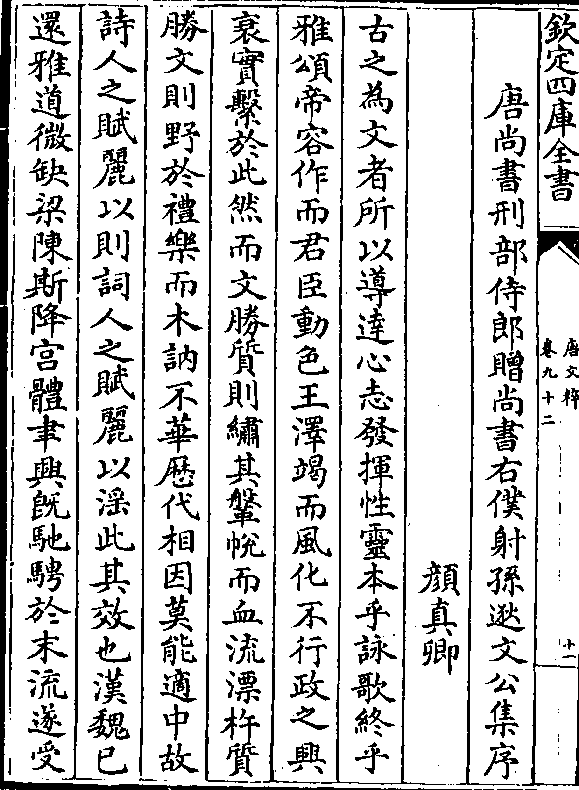 欽定四庫全書
唐文粹
卷九十二
十一
唐尚書刑部侍郎贈尚書右僕射孫逖文公集序
顔真卿
古之為文者所以導達心志發揮性靈本乎詠歌終乎
雅頌帝容作而君臣動色王澤竭而風化不行政之興
衰實繫於此然而文勝質則繡其鞶帨而血流漂杵質
勝文則野於禮樂而木訥不華歴代相因莫能適中故
詩人之賦麗以則詞人之賦麗以淫此其效也漢魏已
還雅道微缺梁陳斯降宫體聿興既馳騁於末流遂受